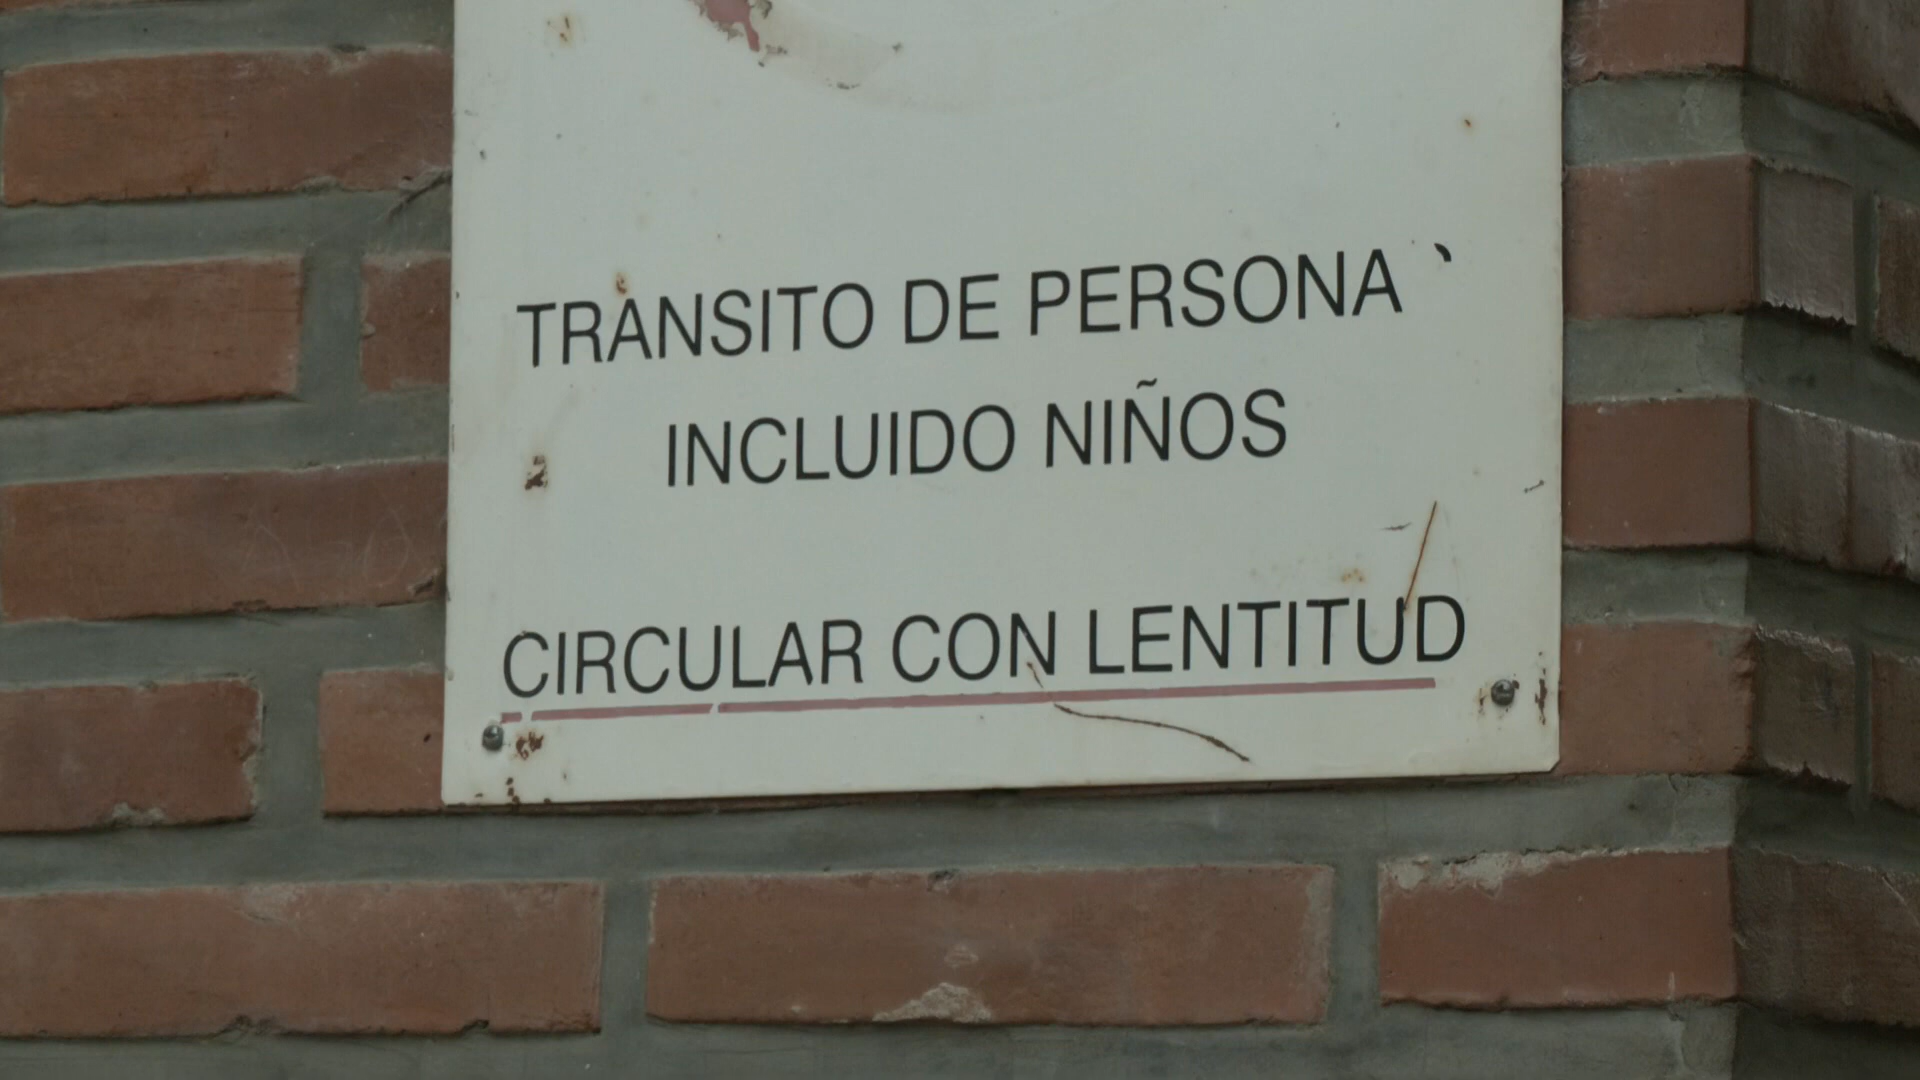 TRANSITO DE PERSONA
INCLUIDO NIÑOS
CIRCULAR CON LENTITUD